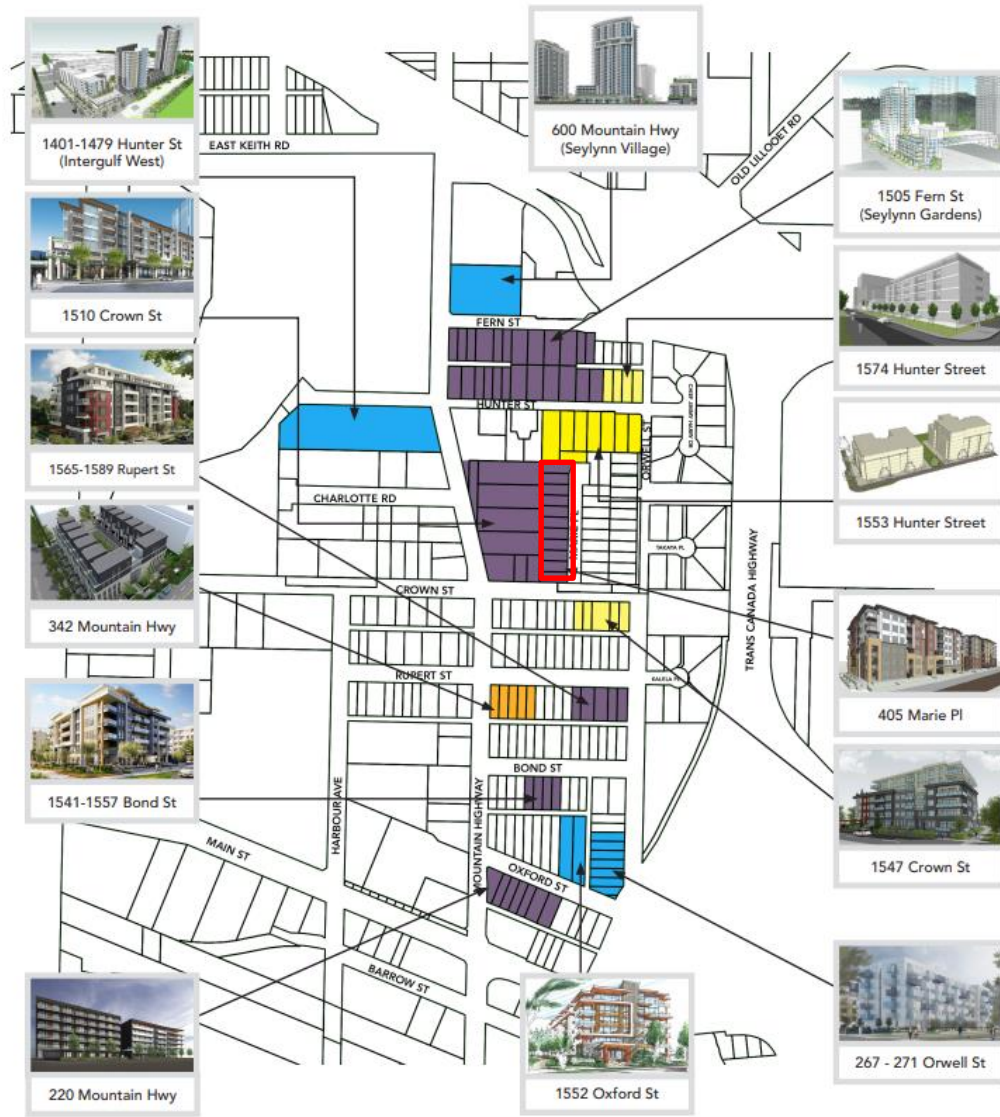 1401-1479 Hunter St
(Intergulf West)
1510 Crown St
1565-1589 Rupert St
342 Mountain Hwy
1541-1557 Bond St
220 Mountain Hwy
600 Mountain Hwy
(Seylynn Village)
1505 Fern St
(Seylynn Gardens)
1574 Hunter Street
1553 Hunter Street
405 Marie Pl
1547 Crown St
267 - 271 Orwell St
1552 Oxford St
EAST KEITH RD
OLD LILLOOET RD
FERN ST
HUNTER ST
ORWELL ST
CHARLOTTE RD
TAKAYA PL
TRANS CANADA HIGHWAY
CROWN ST
RUPERT ST
BOND ST
HARBOUR AVE
MOUNTAIN HIGHWAY
MAIN ST
OXFORD ST
BARROW ST